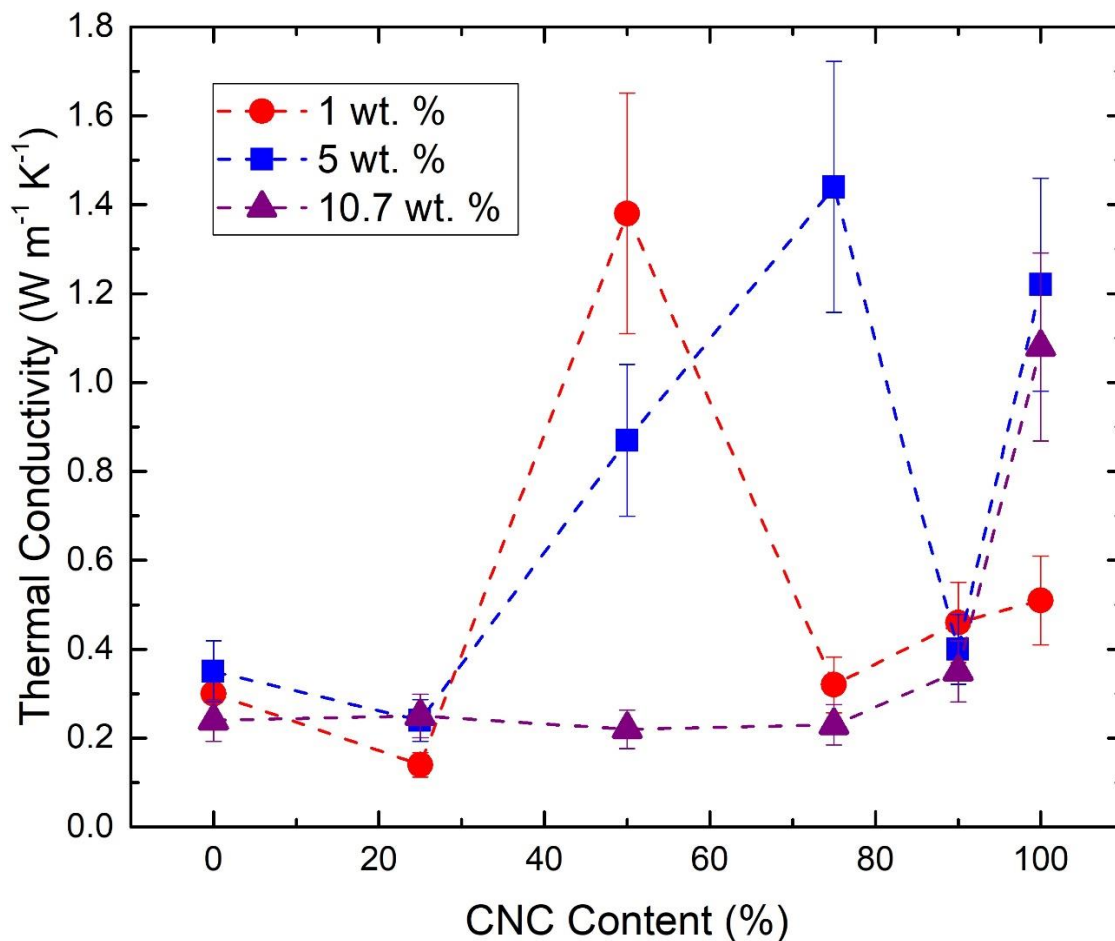 1.8
1.6
1.4
1.2
1.0
0.8
0.6
0.4
0.2
0.0
Thermal Conductivity (W m⁻¹ K⁻¹)
1 wt. %
5 wt. %
10.7 wt. %
0 20 40 60 80 100
CNC Content (%)